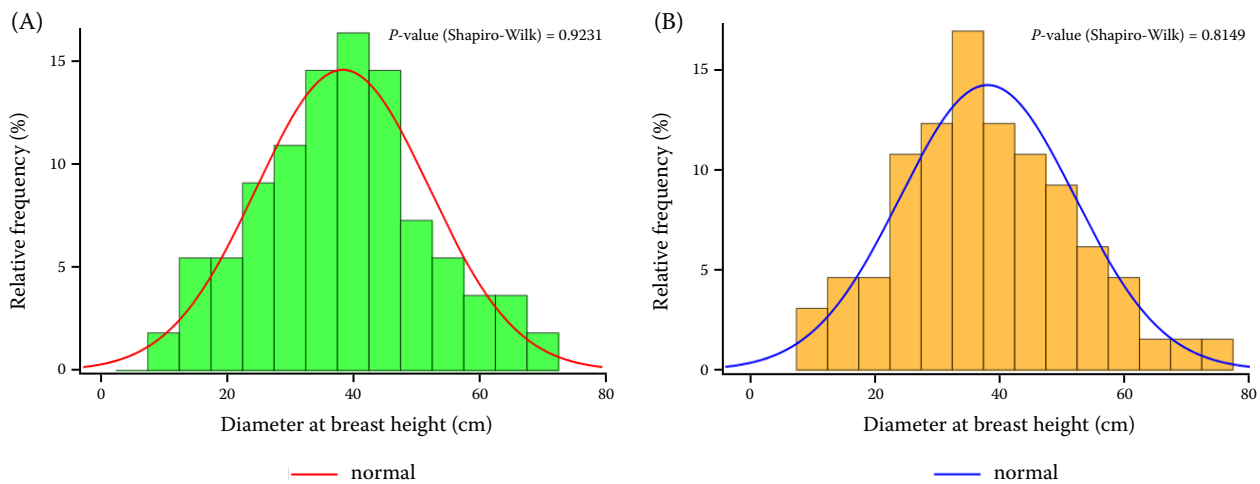 (A)
P-value (Shapiro-Wilk) = 0.9231
Relative frequency (%)
15
10
5
0
0 20 40 60 80
Diameter at breast height (cm)
normal
(B)
P-value (Shapiro-Wilk) = 0.8149
Relative frequency (%)
15
10
5
0
0 20 40 60 80
Diameter at breast height (cm)
normal